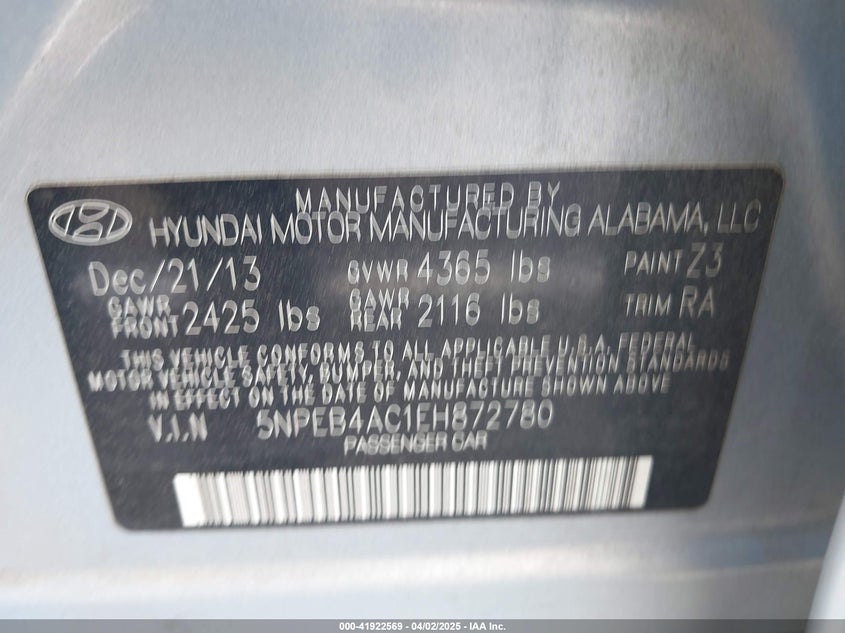 MANUFACTURED BY
HYUNDAI MOTOR MANUFACTURING ALABAMA, LLC
Dec/21/13 GVWR 4365 lbs PAINT Z3
GAWR FRONT 2425 lbs GAWR REAR 2116 lbs TRIM RA
THIS VEHICLE CONFORMS TO ALL APPLICABLE U.S.A. FEDERAL
MOTOR VEHICLE SAFETY, BUMPER, AND THEFT PREVENTION STANDARDS
IN EFFECT ON THE DATE OF MANUFACTURE SHOWN ABOVE
V.I.N 5NPEB4AC1EH872780
PASSENGER CAR
000-41922569 | 04/02/2025 - IAA Inc.